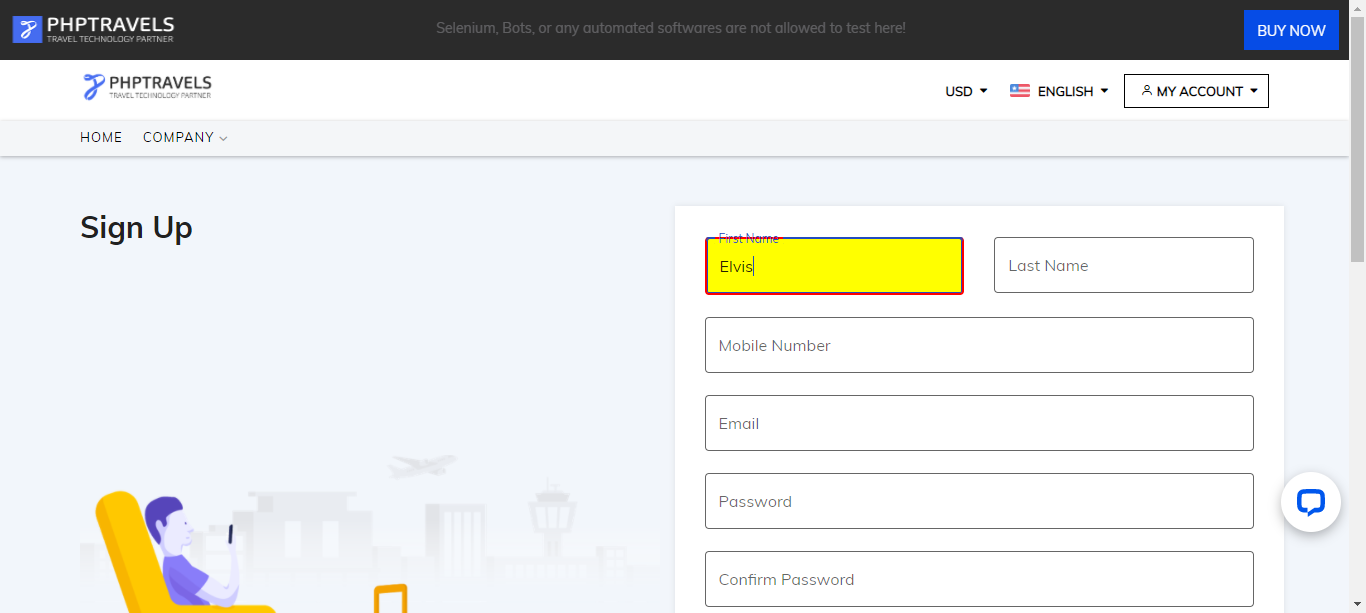 PHPTRAVELS
TRAVEL TECHNOLOGY PARTNER
Selenium, Bots, or any automated softwares are not allowed to test here!
BUY NOW
PHPTRAVELS
TRAVEL TECHNOLOGY PARTNER
USD
ENGLISH
MY ACCOUNT
HOME
COMPANY
Sign Up
First Name
Elvis
Last Name
Mobile Number
Email
Password
Confirm Password